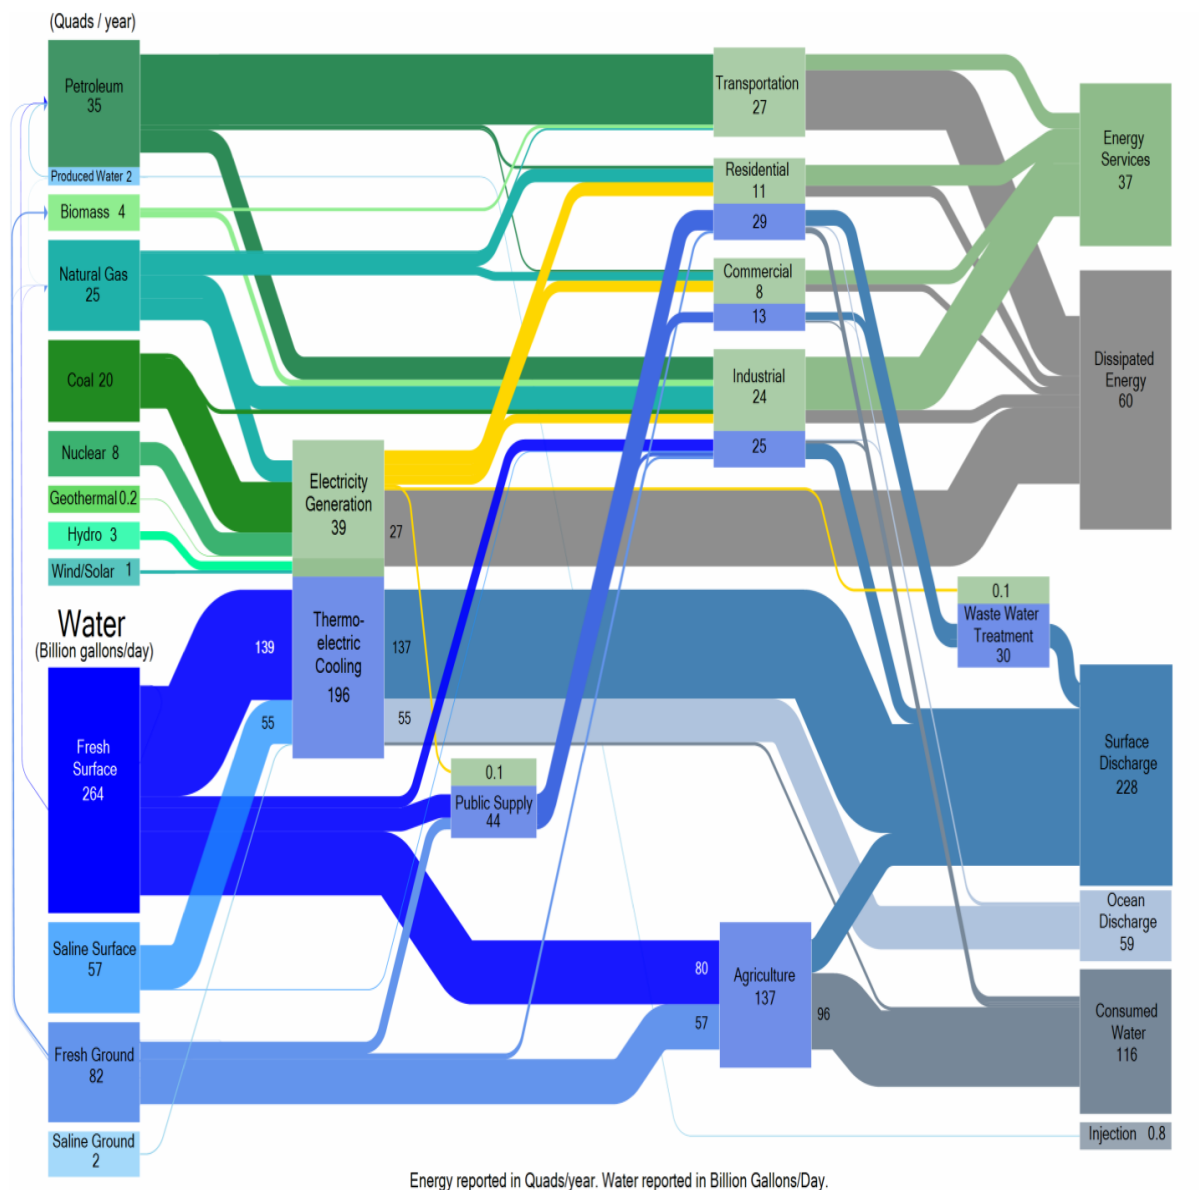 (Quads / year)
Petroleum
35
Produced Water 2
Biomass 4
Natural Gas
25
Coal 20
Nuclear 8
Geothermal 0.2
Hydro 3
Wind/Solar 1
Water
(Billion gallons/day)
Fresh
Surface
264
Saline Surface
57
Fresh Ground
82
Saline Ground
2
Electricity
Generation
39
27
Thermo-
electric
Cooling
196
139
55
137
55
0.1
Public Supply
44
Transportation
27
Residential
11
29
Commercial
8
13
Industrial
24
25
80
57
Agriculture
137
96
0.1
Waste Water
Treatment
30
Energy
Services
37
Dissipated
Energy
60
Surface
Discharge
228
Ocean
Discharge
59
Consumed
Water
116
Injection 0.8
Energy reported in Quads/year. Water reported in Billion Gallons/Day.